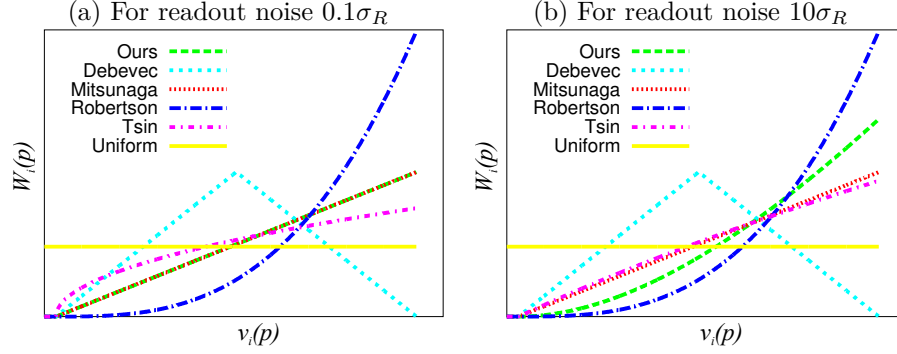 (a) For readout noise 0.1σ_R
Ours
Debevec
Mitsunaga
Robertson
Tsin
Uniform
W_i(p)
v_i(p)
(b) For readout noise 10σ_R
Ours
Debevec
Mitsunaga
Robertson
Tsin
Uniform
W_i(p)
v_i(p)